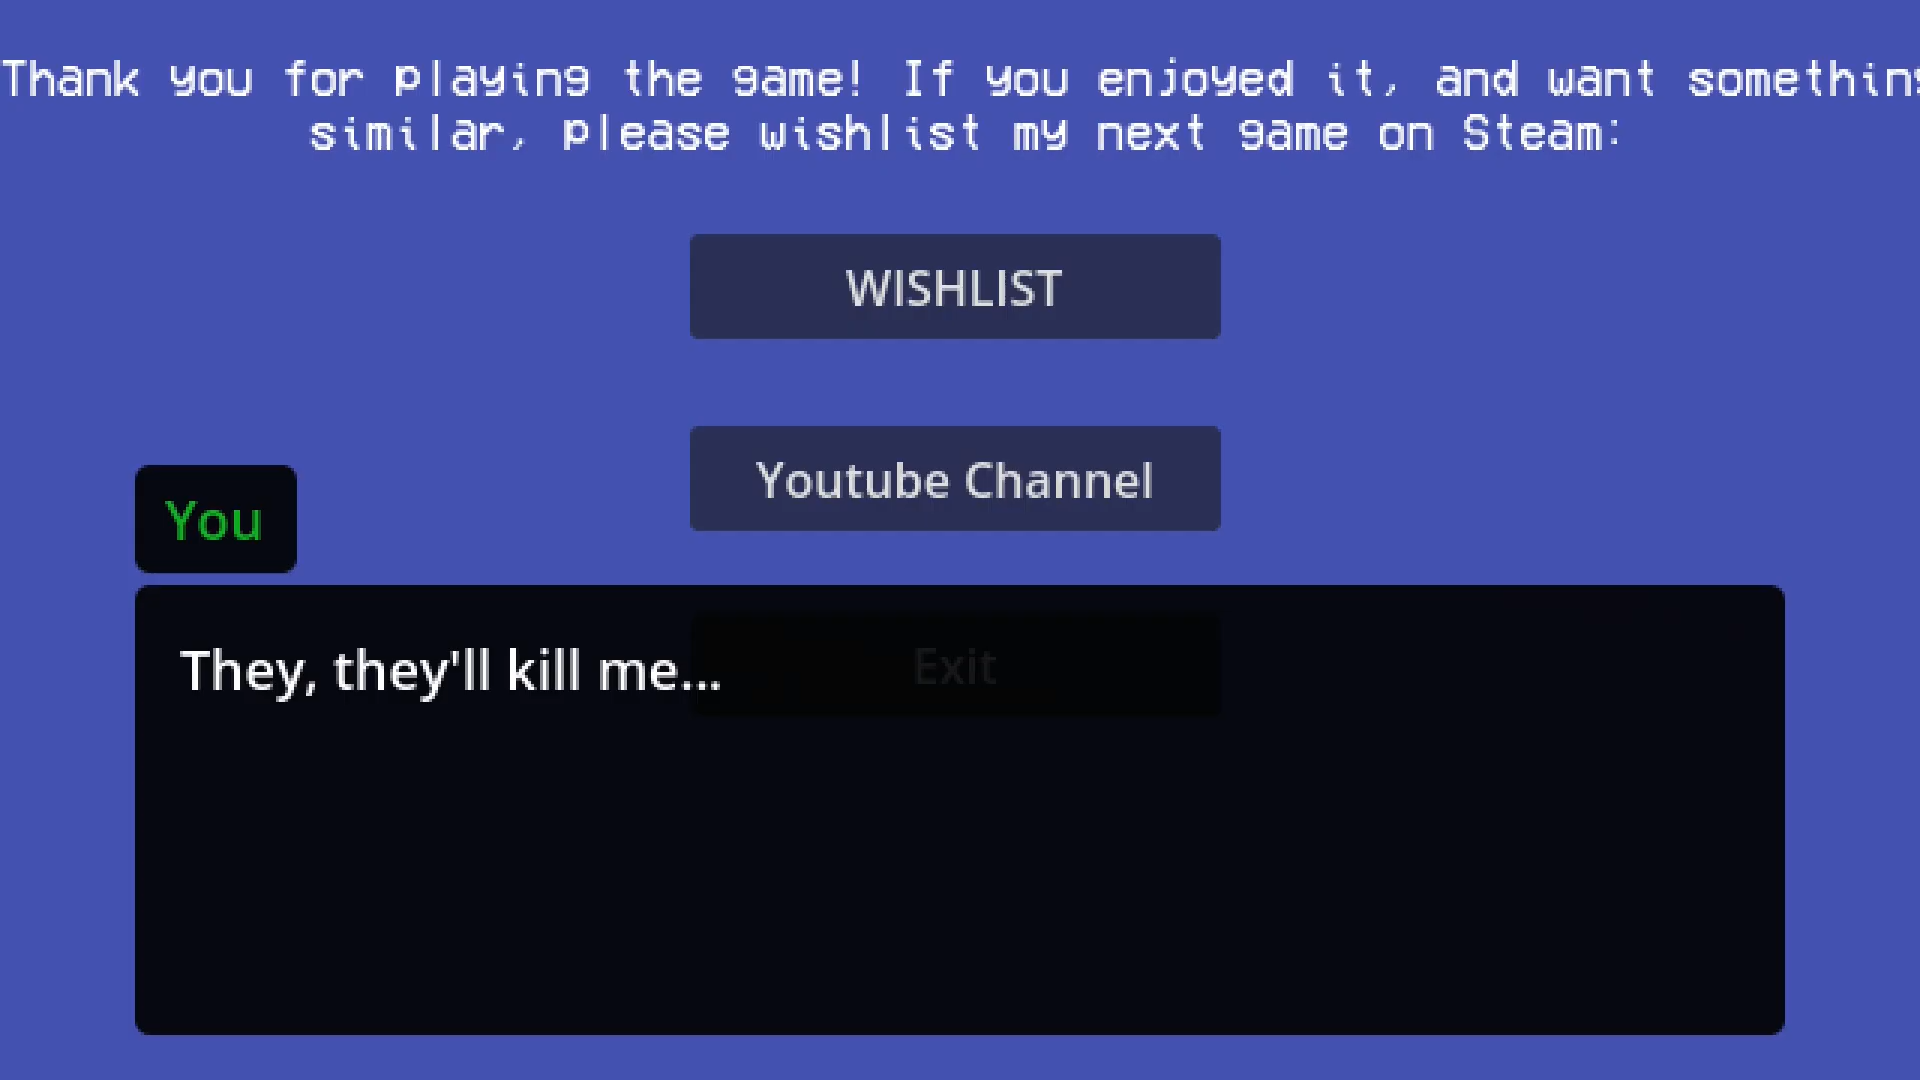 Thank you for playing the game! If you enjoyed it, and want something
similar, please wishlist my next game on Steam:
WISHLIST
Youtube Channel
You
They, they'll kill me...
Exit